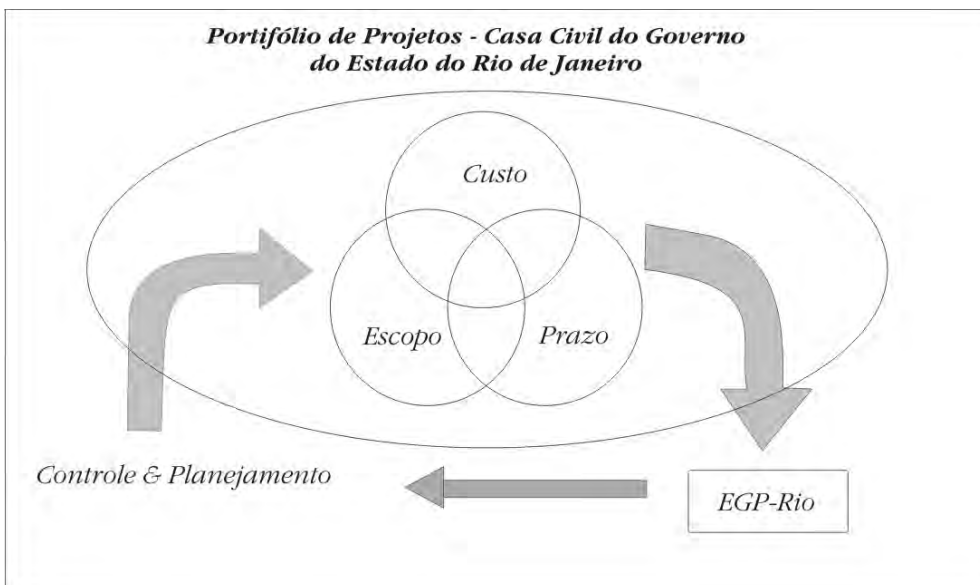 Portifólio de Projetos - Casa Civil do Governo
do Estado do Rio de Janeiro
Custo
Escopo
Prazo
Controle & Planejamento
EGP-Rio